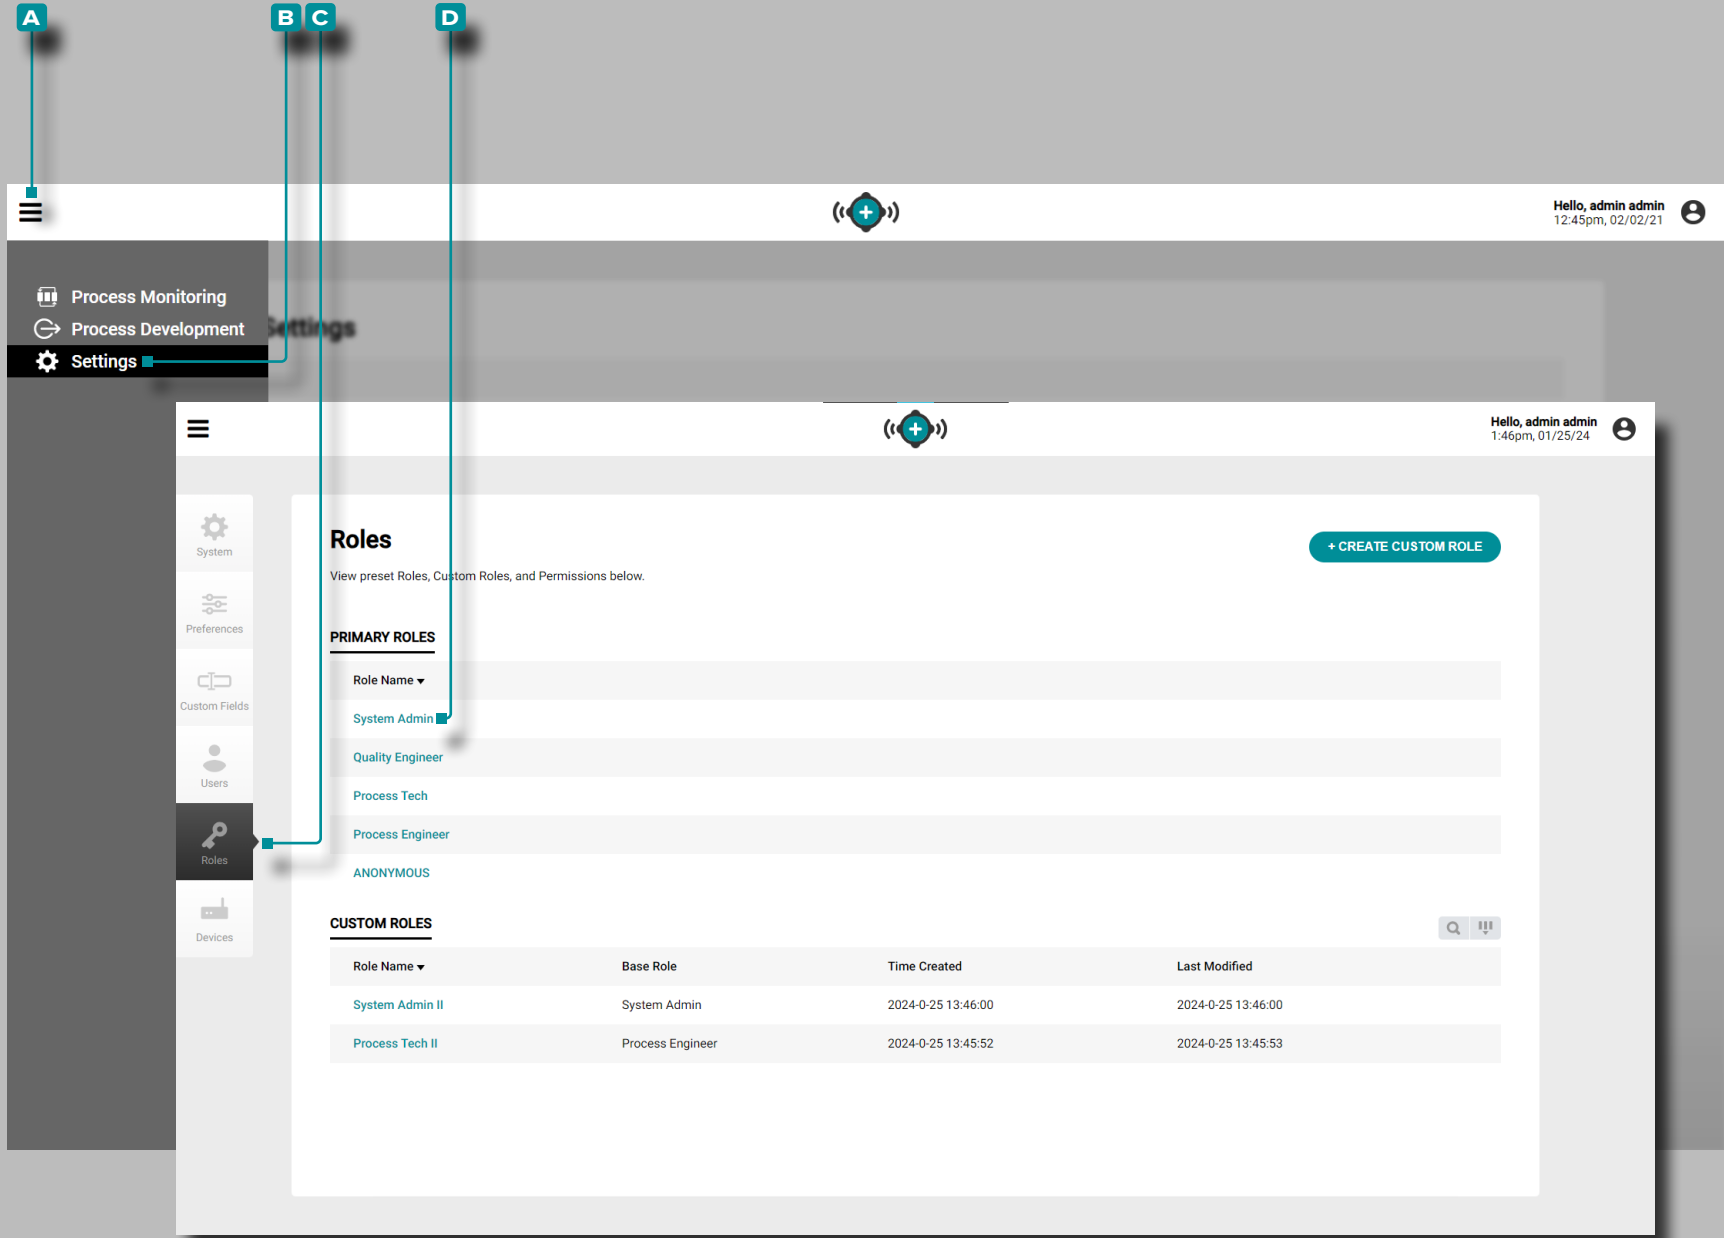 A B C D
Hello, admin admin
12:45pm, 02/02/21
Process Monitoring
Process Development
Settings
Settings
Hello, admin admin
1:46pm, 01/25/24
System
Preferences
Custom Fields
Users
Roles
Devices
Roles
+ CREATE CUSTOM ROLE
View preset Roles, Custom Roles, and Permissions below.
PRIMARY ROLES
Role Name
System Admin
Quality Engineer
Process Tech
Process Engineer
ANONYMOUS
CUSTOM ROLES
Role Name Base Role Time Created Last Modified
System Admin II System Admin 2024-0-25 13:46:00 2024-0-25 13:46:00
Process Tech II Process Engineer 2024-0-25 13:45:52 2024-0-25 13:45:53